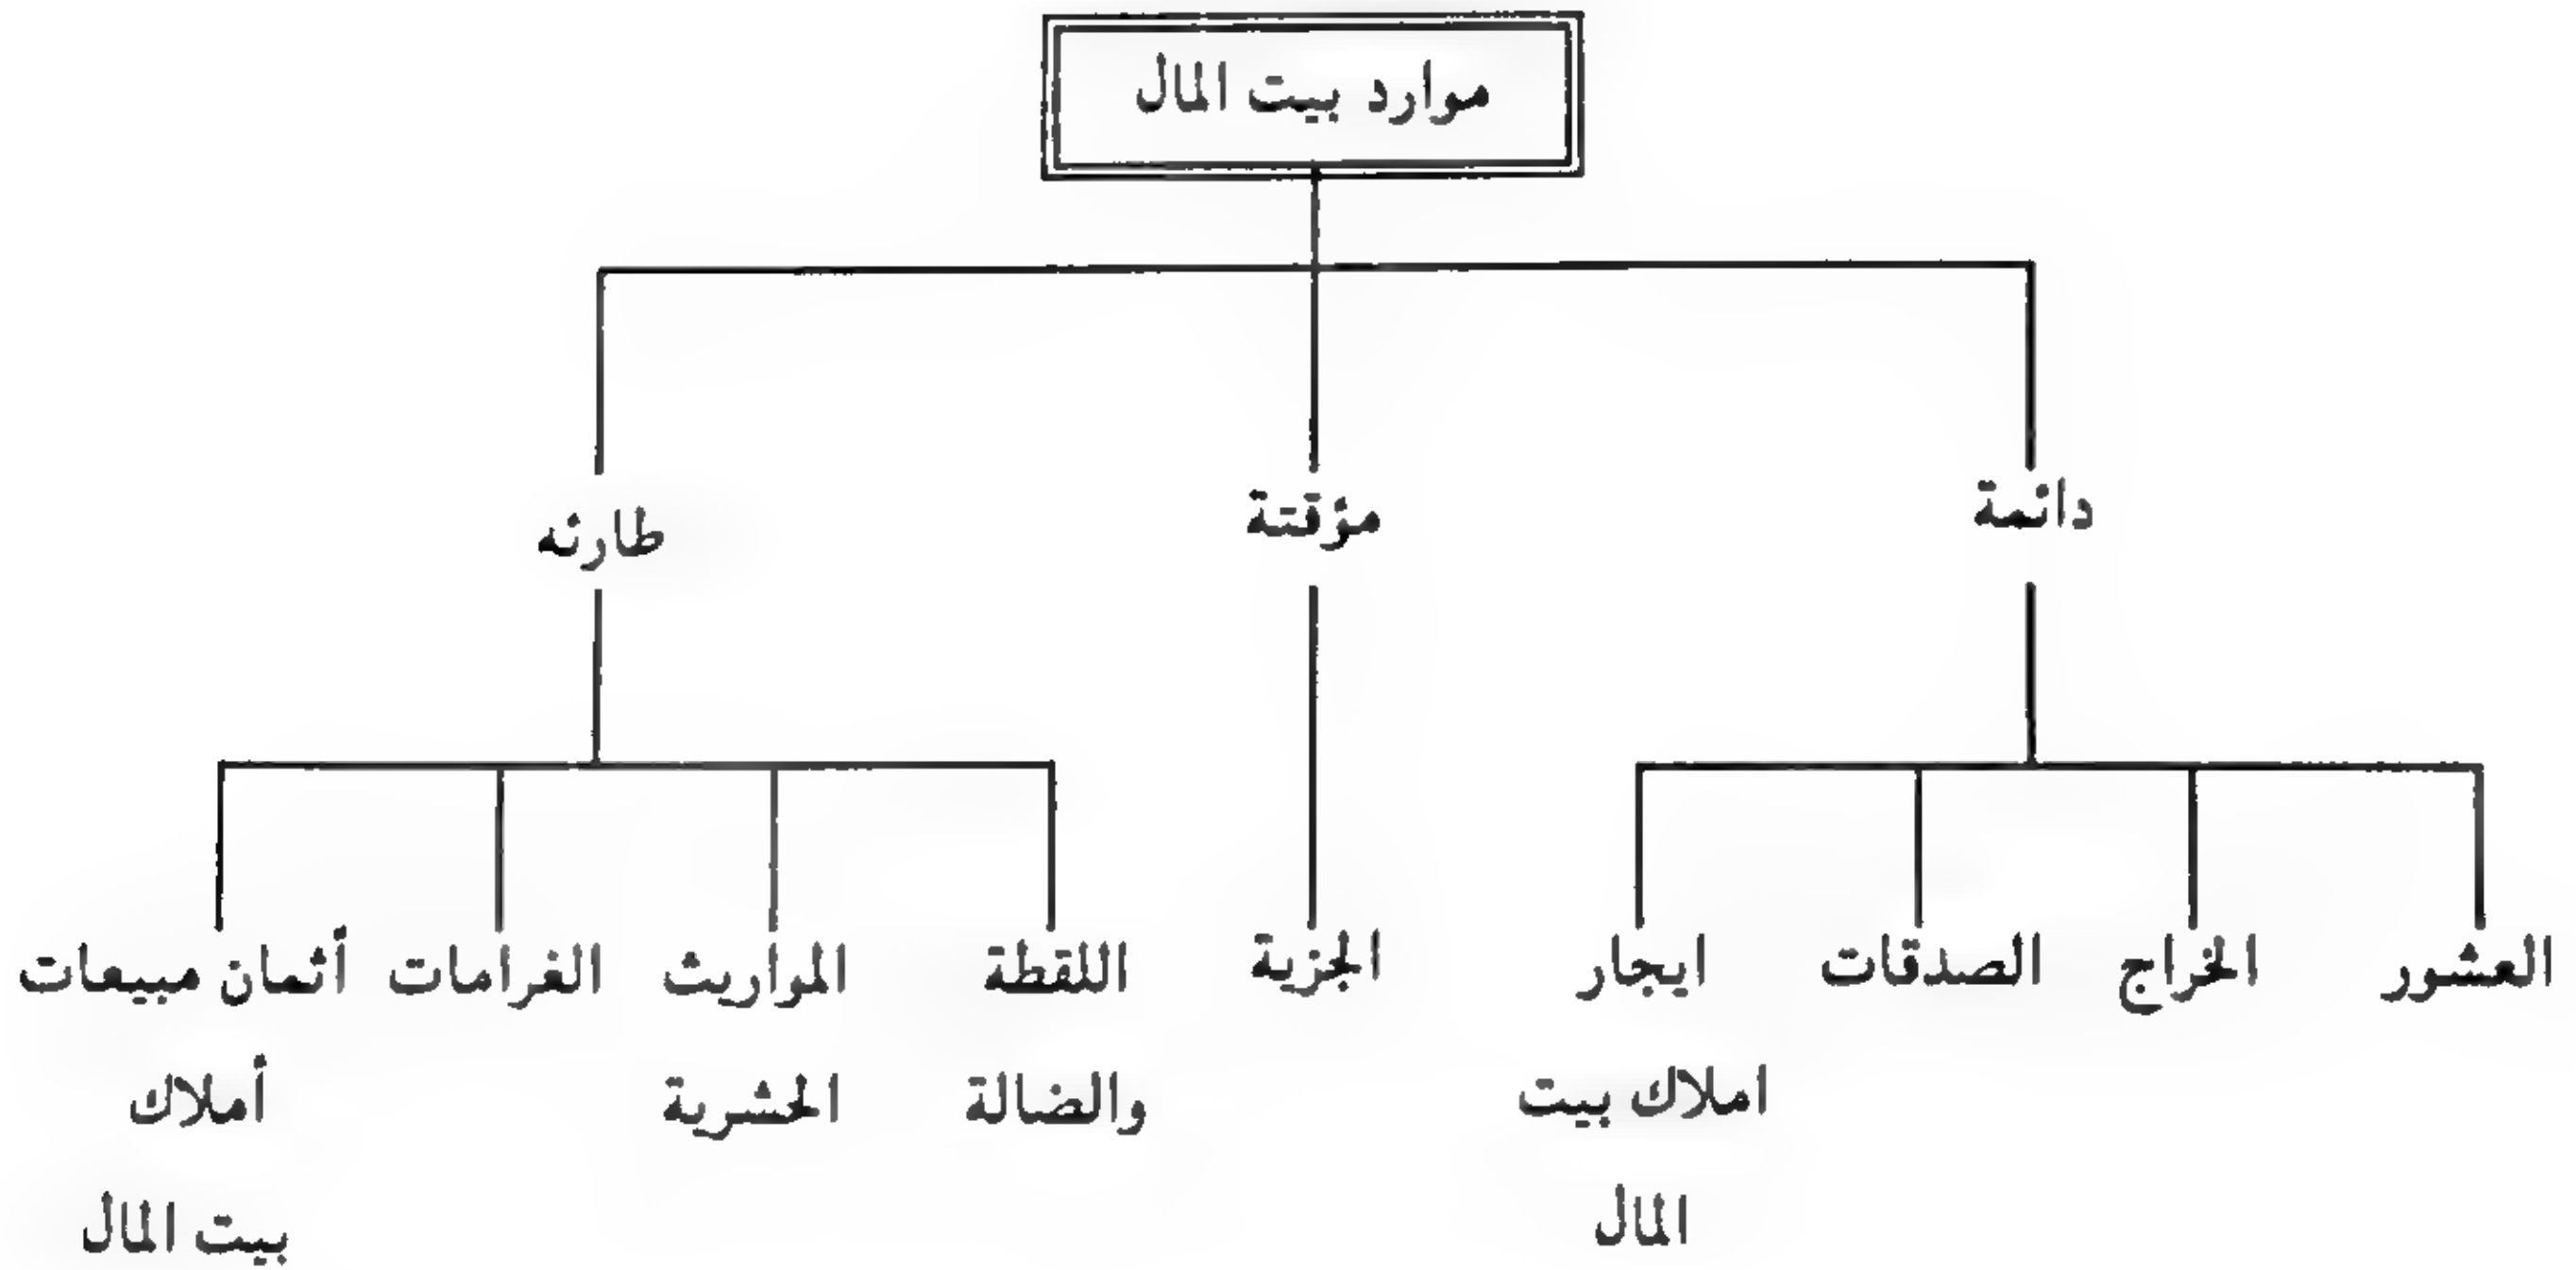 موارد بيت المال
دائمة
مؤقتة
طارئه
العشور
الخراج
الصدقات
ايجار
املاك بيت
المال
الجزية
اللقطة
والضالة
المواريث
الحشرية
الغرامات
أثمان مبيعات
أملاك
بيت المال